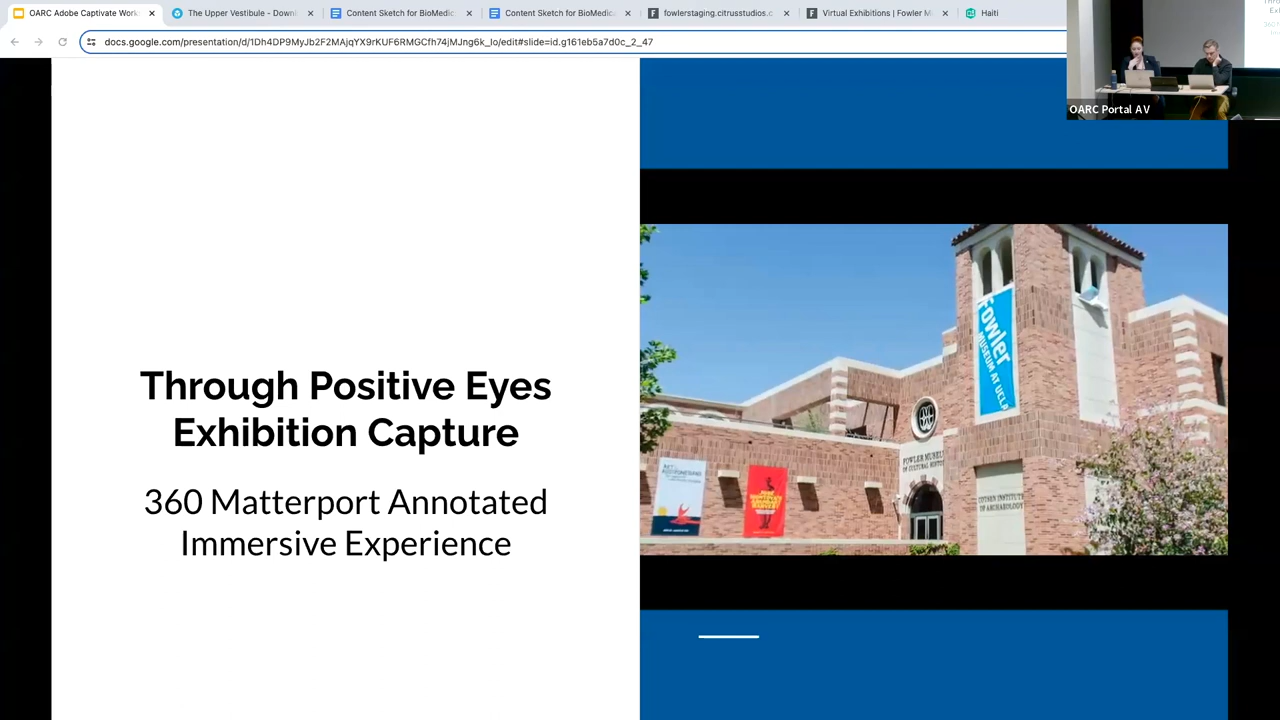 OARC Adobe Captivate Work
The Upper Vestibule - Down
Content Sketch for BioMedic
Content Sketch for BioMedica
fowlerstaging.citrusstudios.c
Virtual Exhibitions | Fowler M
Haiti
docs.google.com/presentation/d/1Dh4DP9MyJb2F2MAjqYX9rKUF6RMGCfh74jMJng6k_Io/edit#slide=id.g161eb5a7d0c_2_47
OARC Portal AV
Through Positive Eyes
Exhibition Capture
360 Matterport Annotated
Immersive Experience
Fowler
MUSEUM AT UCLA
FOWLER MUSEUM
OF CULTURAL HISTORY
COTSEN INSTITUTE
OF ARCHAEOLOGY